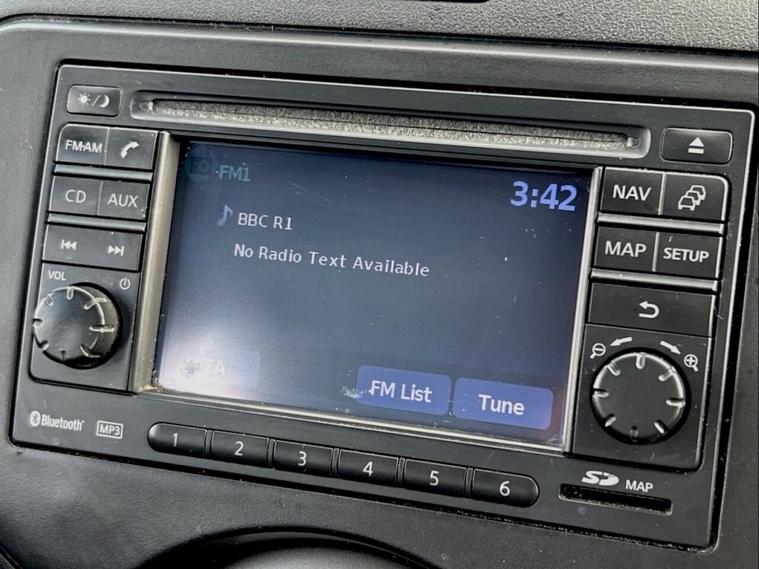 FM·AM
CD AUX
VOL
FM1
3:42
BBC R1
No Radio Text Available
TA
FM List
Tune
NAV
MAP SETUP
Bluetooth®
MP3
1 2 3 4 5 6
SD MAP